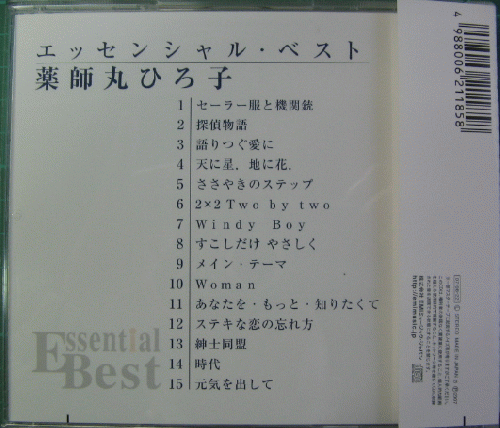 エッセンシャル・ベスト
薬師丸ひろ子
1 セーラー服と機関銃
2 探偵物語
3 語りつぐ愛に
4 天に星. 地に花.
5 ささやきのステップ
6 2×2 Two by two
7 Windy Boy
8 すこしだけ やさしく
9 メイン・テーマ
10 Woman
11 あなたを・もっと・知りたくて
12 ステキな恋の忘れ方
13 紳士同盟
14 時代
15 元気を出して
Essential
Best
4 988006 211858
http://emimusic.jp